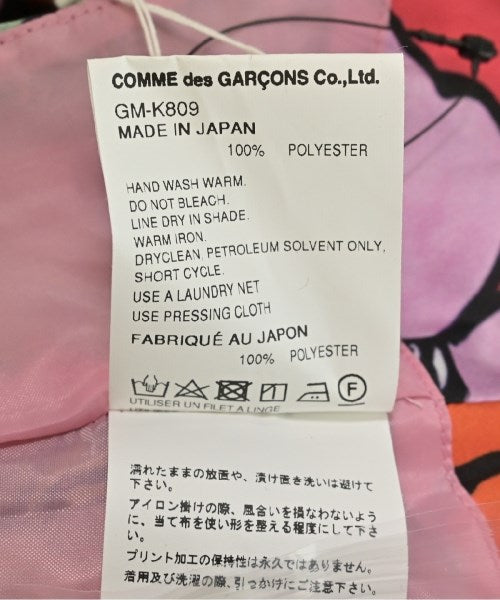 COMME des GARÇONS Co.,Ltd.
GM-K809
MADE IN JAPAN
100% POLYESTER
HAND WASH WARM.
DO NOT BLEACH.
LINE DRY IN SHADE.
WARM IRON.
DRYCLEAN, PETROLEUM SOLVENT ONLY,
SHORT CYCLE.
USE A LAUNDRY NET
USE PRESSING CLOTH
FABRIQUÉ AU JAPON
100% POLYESTER
F
UTILISER UN FILET A LINGE
濡れたままの放置や、漬け置き洗いは避けて
下さい。
アイロン掛けの際、風合いを損なわないよう
に、当て布を使い形を整える程度にして下さ
い。
プリント加工の保持性は永久ではありません。
着用及び洗濯の際、引っかけにご注意下さい。